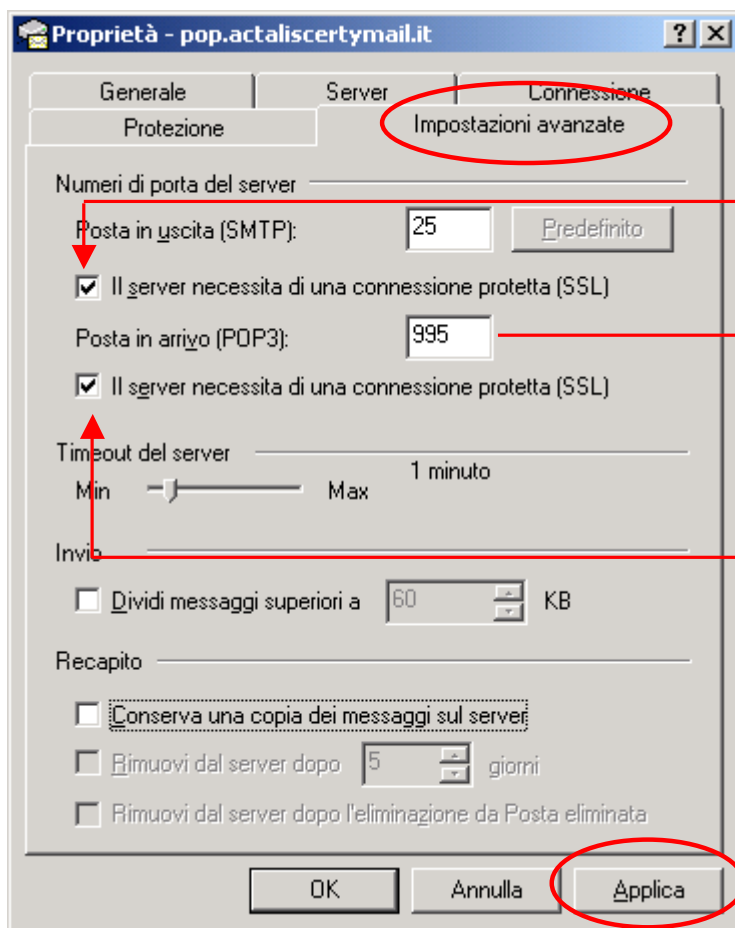 Proprietà - pop.actaliscertymail.it
Generale Server Connessione
Protezione Impostazioni avanzate
Numeri di porta del server
Posta in uscita (SMTP): 25 Predefinito
Il server necessita di una connessione protetta (SSL)
Posta in arrivo (POP3): 995
Il server necessita di una connessione protetta (SSL)
Timeout del server
Min Max 1 minuto
Invio
Dividi messaggi superiori a 60 KB
Recapito
Conserva una copia dei messaggi sul server
Rimuovi dal server dopo 5 giorni
Rimuovi dal server dopo l'eliminazione da Posta eliminata
OK Annulla Applica